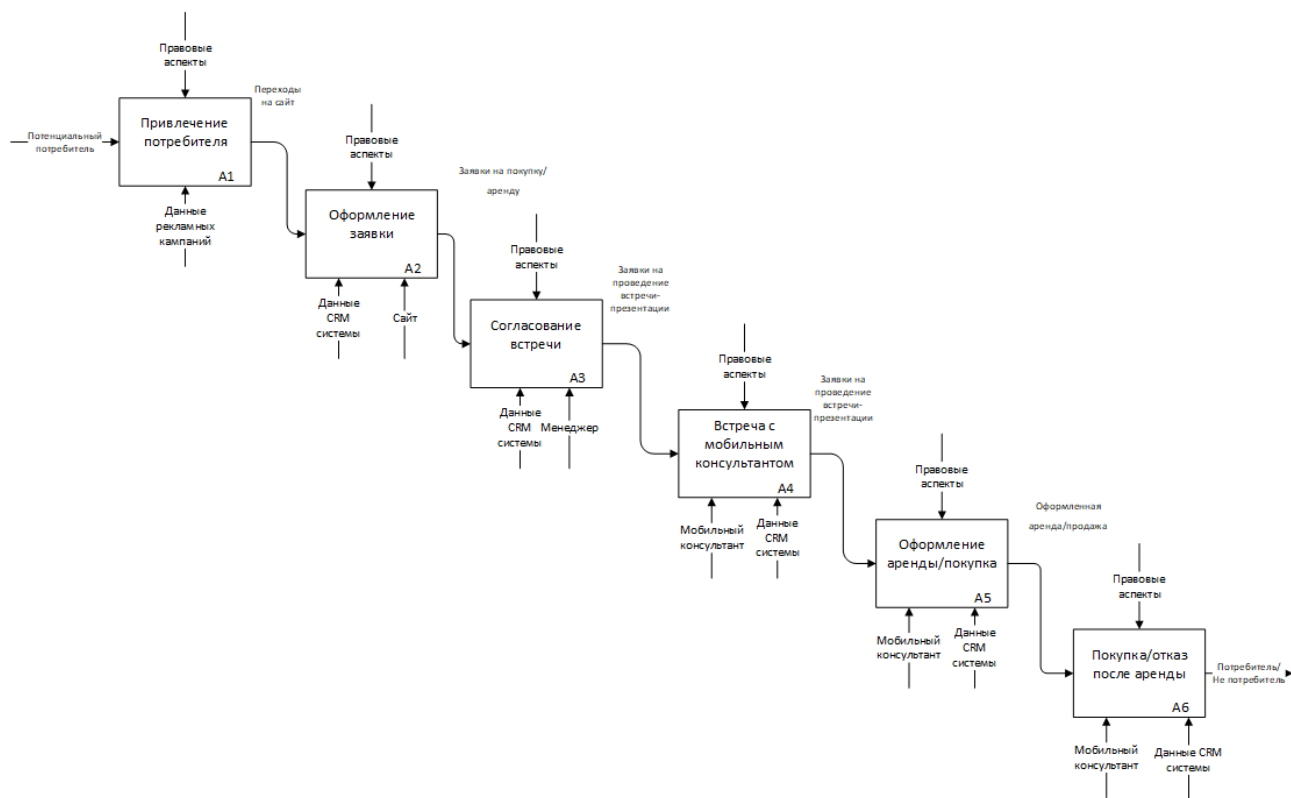 Правовые
аспекты
Переходы
на сайт
Потенциальный
потребитель
Привлечение
потребителя
A1
Данные
рекламных
кампаний
Правовые
аспекты
Заявки на покупку/
аренду
Оформление
заявки
A2
Данные
CRM
системы
Сайт
Правовые
аспекты
Заявки на
проведение
встречи-
презентации
Согласование
встречи
A3
Данные
CRM
системы
Менеджер
Правовые
аспекты
Заявки на
проведение
встречи-
презентации
Встреча с
мобильным
консультантом
A4
Мобильный
консультант
Данные
CRM
системы
Правовые
аспекты
Оформленная
аренда/продажа
Оформление
аренды/покупка
A5
Мобильный
консультант
Данные
CRM
системы
Правовые
аспекты
Покупка/отказ
после аренды
A6
Потребитель/
Не потребитель
Мобильный
консультант
Данные CRM
системы